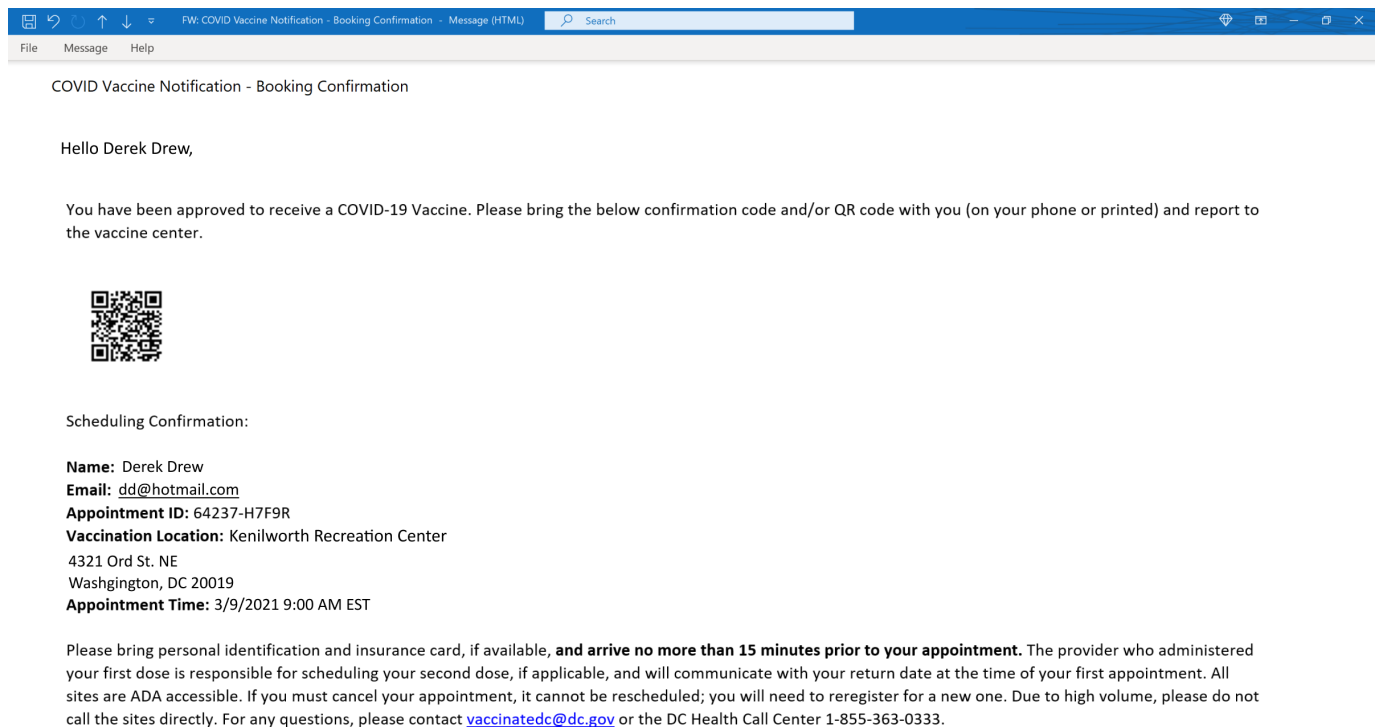 FW: COVID Vaccine Notification - Booking Confirmation - Message (HTML)
Search
File Message Help
COVID Vaccine Notification - Booking Confirmation
Hello Derek Drew,
You have been approved to receive a COVID-19 Vaccine. Please bring the below confirmation code and/or QR code with you (on your phone or printed) and report to
the vaccine center.
Scheduling Confirmation:
Name: Derek Drew
Email: dd@hotmail.com
Appointment ID: 64237-H7F9R
Vaccination Location: Kenilworth Recreation Center
4321 Ord St. NE
Washgington, DC 20019
Appointment Time: 3/9/2021 9:00 AM EST
Please bring personal identification and insurance card, if available, and arrive no more than 15 minutes prior to your appointment. The provider who administered
your first dose is responsible for scheduling your second dose, if applicable, and will communicate with your return date at the time of your first appointment. All
sites are ADA accessible. If you must cancel your appointment, it cannot be rescheduled; you will need to reregister for a new one. Due to high volume, please do not
call the sites directly. For any questions, please contact vaccinatedc@dc.gov or the DC Health Call Center 1-855-363-0333.